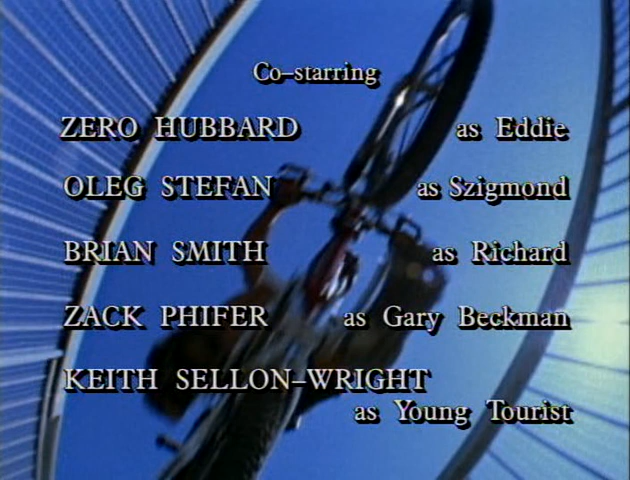 Co-starring
ZERO HUBBARD as Eddie
OLEG STEFAN as Szigmond
BRIAN SMITH as Richard
ZACK PHIFER as Gary Beckman
KEITH SELLON-WRIGHT
as Young Tourist